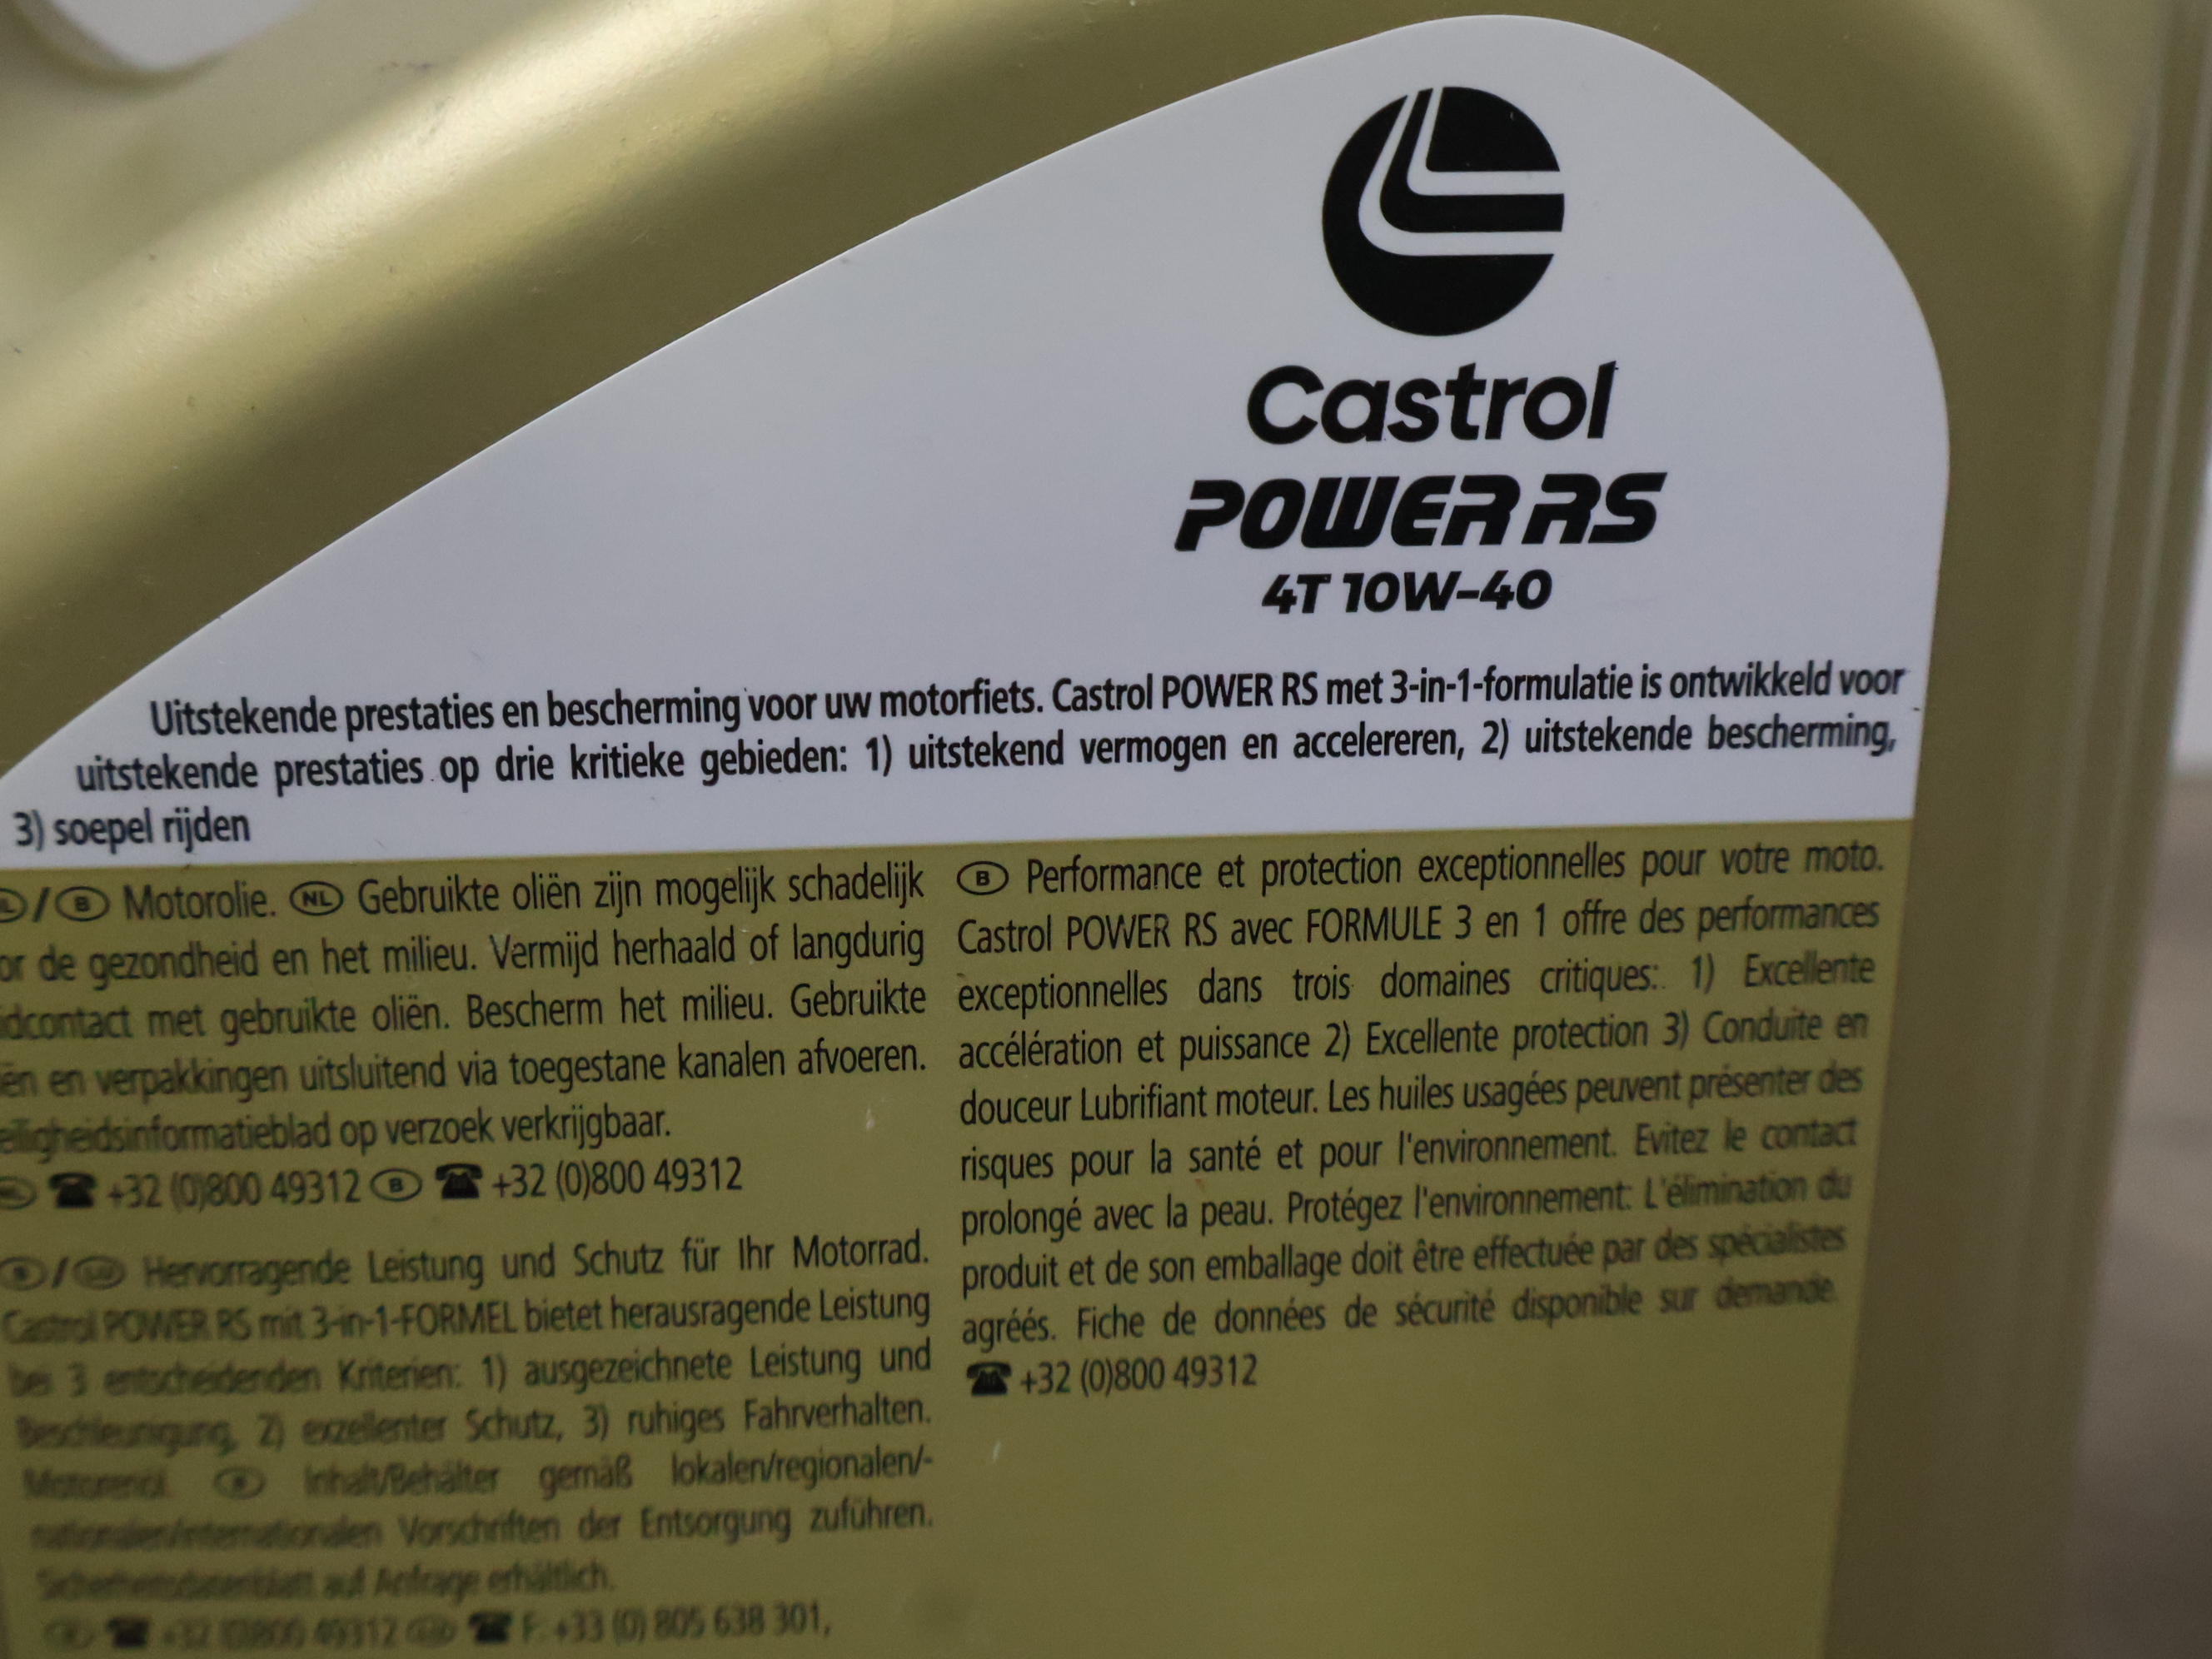 Castrol
POWER RS
4T 10W-40
Uitstekende prestaties en bescherming voor uw motorfiets. Castrol POWER RS met 3-in-1-formulatie is ontwikkeld voor
uitstekende prestaties op drie kritieke gebieden: 1) uitstekend vermogen en accelereren, 2) uitstekende bescherming,
3) soepel rijden
/ B Motorolie. NL Gebruikte oliën zijn mogelijk schadelijk
de gezondheid en het milieu. Vermijd herhaald of langdurig
met gebruikte oliën. Bescherm het milieu. Gebruikte
en verpakkingen uitsluitend via toegestane kanalen afvoeren.
op verzoek verkrijgbaar.
+32 (0)800 49312 B +32 (0)800 49312
/ Hervorragende Leistung und Schutz für Ihr Motorrad.
Castrol POWER RS mit 3-in-1-FORMEL bietet herausragende Leistung
bei 3 entscheidenden Kriterien: 1) ausgezeichnete Leistung und
Beschleunigung, 2) exzellenter Schutz, 3) ruhiges Fahrverhalten.
Motorenöl. Inhalt/Behälter gemäß lokalen/regionalen/-
nationalen/internationalen Vorschriften der Entsorgung zuführen.
Sicherheitsdatenblatt auf Anfrage erhältlich.
+32 (0)800 49312 F: +33 (0) 805 638 301,
B Performance et protection exceptionnelles pour votre moto.
Castrol POWER RS avec FORMULE 3 en 1 offre des performances
exceptionnelles dans trois domaines critiques: 1) Excellente
accélération et puissance 2) Excellente protection 3) Conduite en
douceur Lubrifiant moteur. Les huiles usagées peuvent présenter des
risques pour la santé et pour l'environnement. Evitez le contact
prolongé avec la peau. Protégez l'environnement: L'élimination du
produit et de son emballage doit être effectuée par des spécialistes
agréés. Fiche de données de sécurité disponible sur demande.
+32 (0)800 49312